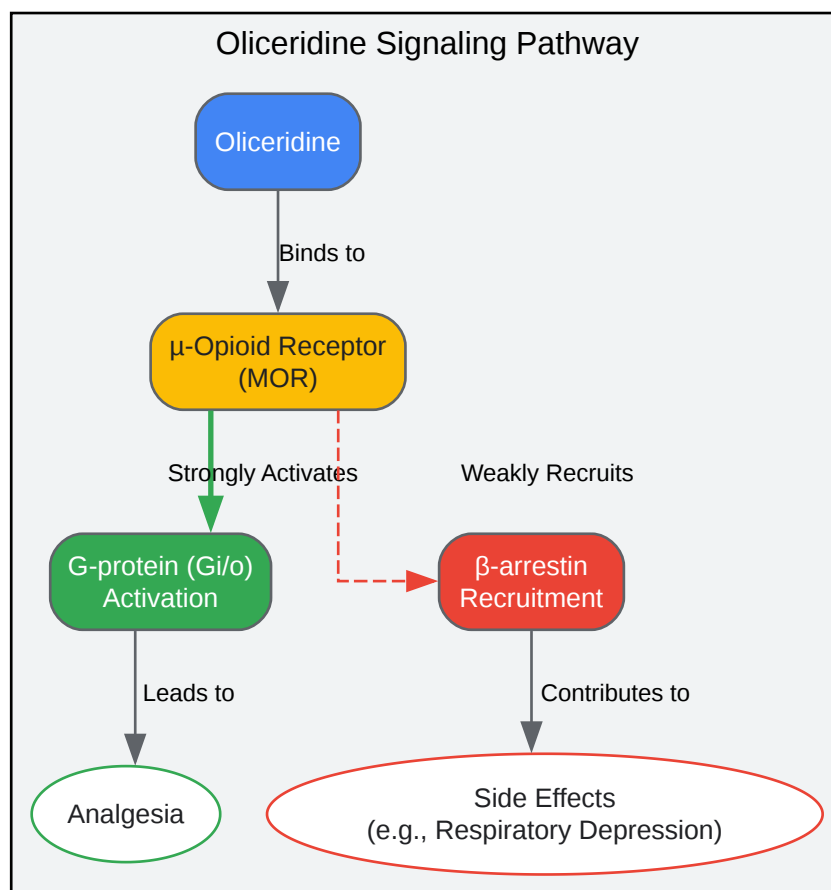 Oliceridine Signaling Pathway
Oliceridine
Binds to
μ-Opioid Receptor
(MOR)
Strongly Activates
Weakly Recruits
G-protein (Gi/o)
Activation
β-arrestin
Recruitment
Leads to
Contributes to
Analgesia
Side Effects
(e.g., Respiratory Depression)